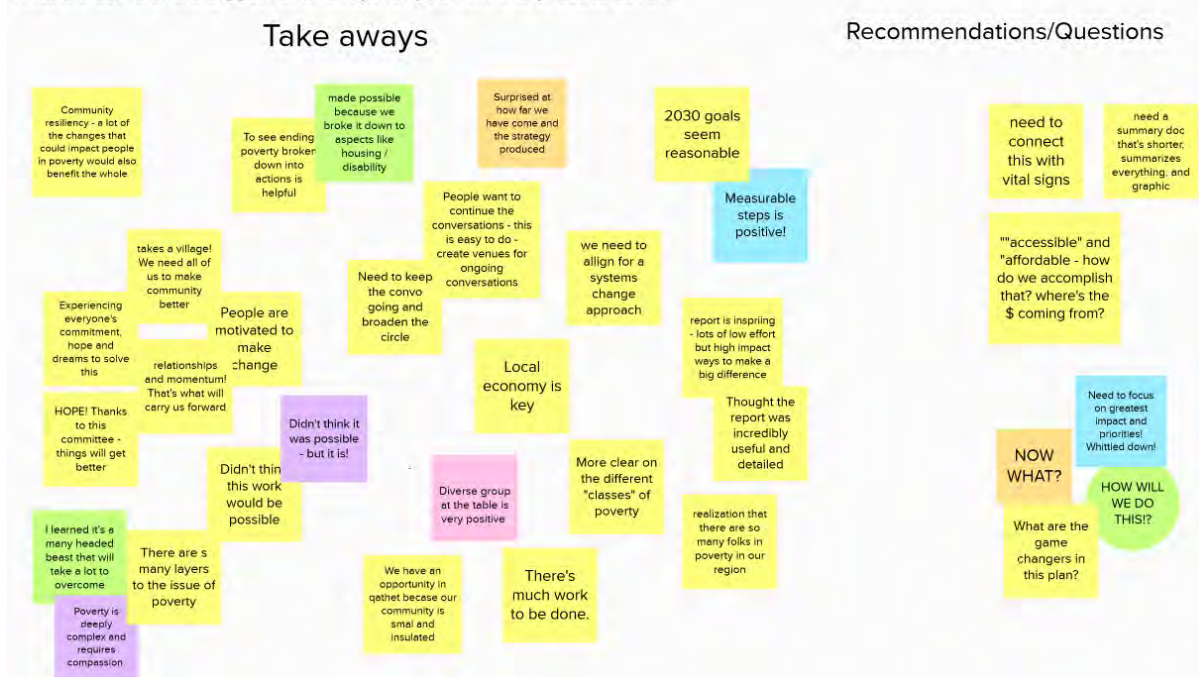 Take aways
Recommendations/Questions
Community
resiliency - a lot of
the changes that
could impact people
in poverty would also
benefit the whole
To see ending
poverty broken
down into
actions is
helpful
made possible
because we
broke it down to
aspects like
housing /
disability
Surprised at
how far we
have come and
the strategy
produced
2030 goals
seem
reasonable
Measurable
steps is
positive!
People want to
continue the
conversations - this
is easy to do -
create venues for
ongoing
conversations
takes a village!
We need all of
us to make
community
better
Need to keep
the convo
going and
broaden the
circle
we need to
allign for a
systems
change
approach
Experiencing
everyone's
commitment,
hope and
dreams to solve
this
People are
motivated to
make
change
relationships
and momentum!
That's what will
carry us forward
report is inspriing
- lots of low effort
but high impact
ways to make a
big difference
Local
economy is
key
HOPE! Thanks
to this
committee -
things will get
better
Didn't think it
was possible
- but it is!
Thought the
report was
incredibly
useful and
detailed
Didn't thin
this work
would be
possible
Diverse group
at the table is
very positive
More clear on
the different
"classes" of
poverty
realization that
there are so
many folks in
poverty in our
region
I learned it's a
many headed
beast that will
take a lot to
overcome
There are s
many layers
to the issue of
poverty
Poverty is
deeply
complex and
requires
compassion
We have an
opportunity in
qathet becase our
community is
smal and
insulated
There's
much work
to be done.
need to
connect
this with
vital signs
need a
summary doc
that's shorter,
summarizes
everything, and
graphic
""accessible" and
"affordable - how
do we accomplish
that? where's the
$ coming from?
Need to focus
on greatest
impact and
priorities!
Whittled down!
NOW
WHAT?
HOW WILL
WE DO
THIS!?
What are the
game
changers in
this plan?